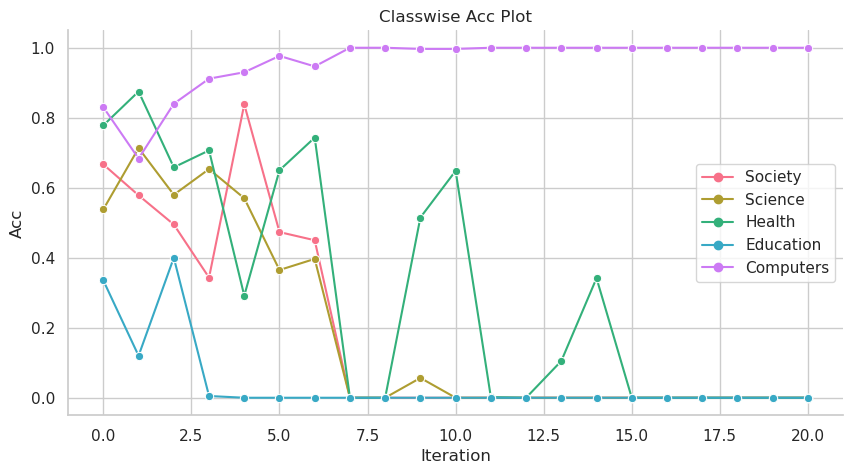 Classwise Acc Plot
1.0
0.8
0.6
0.4
0.2
0.0
Acc
Society
Science
Health
Education
Computers
0.0 2.5 5.0 7.5 10.0 12.5 15.0 17.5 20.0
Iteration